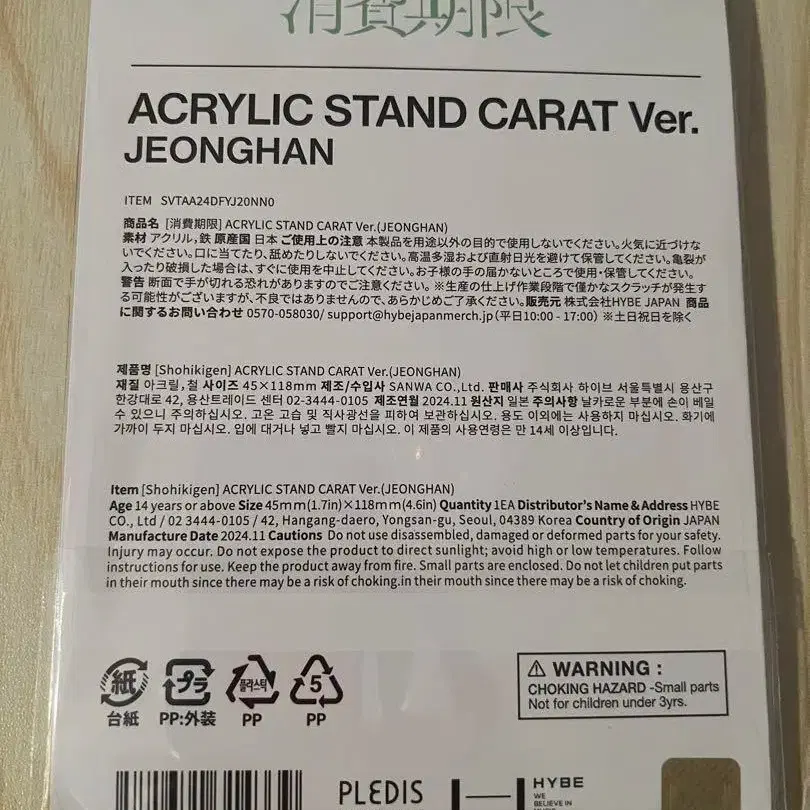 消費期限
ACRYLIC STAND CARAT Ver.
JEONGHAN
ITEM SVTAA24DFYJ20NN0
商品名 [消費期限] ACRYLIC STAND CARAT Ver.(JEONGHAN)
素材 アクリル，鉄 原産国 日本 ご使用上の注意 本製品を用途以外の目的で使用しないでください。火気に近づけな
いでください。口に当てたり、舐めたりしないでください。高温多湿および直射日光を避けて保管してください。亀裂が
入ったり破損した場合は、すぐに使用を中止してください。お子様の手の届かないところで使用・保管してください。
警告 断面で手が切れる恐れがありますのでご注意ください。 ※生産の仕上げ作業段階で僅かなスクラッチが発生す
る可能性がございますが、不良ではありませんので、あらかじめご了承ください。販売元 株式会社HYBE JAPAN 商品
に関するお問い合わせ 0570-058030/ support@hybejapanmerch.jp（平日10:00 - 17:00） ※土日祝日を除く
제품명 [Shohikigen] ACRYLIC STAND CARAT Ver.(JEONGHAN)
재질 아크릴, 철 사이즈 45×118mm 제조/수입사 SANWA CO.,Ltd. 판매사 주식회사 하이브 서울특별시 용산구
한강대로 42, 용산트레이드 센터 02-3444-0105 제조연월 2024.11 원산지 일본 주의사항 날카로운 부분에 손이 베일
수 있으니 주의하십시오. 고온 고습 및 직사광선을 피하여 보관하십시오. 용도 이외에는 사용하지 마십시오. 화기에
가까이 두지 마십시오. 입에 대거나 넣고 빨지 마십시오. 이 제품의 사용연령은 만 14세 이상입니다.
Item [Shohikigen] ACRYLIC STAND CARAT Ver.(JEONGHAN)
Age 14 years or above Size 45mm(1.7in)×118mm(4.6in) Quantity 1EA Distributor's Name & Address HYBE
CO., Ltd / 02 3444-0105 / 42, Hangang-daero, Yongsan-gu, Seoul, 04389 Korea Country of Origin JAPAN
Manufacture Date 2024.11 Cautions Do not use disassembled, damaged or deformed parts for your safety.
Injury may occur. Do not expose the product to direct sunlight; avoid high or low temperatures. Follow
instructions for use. Keep the product away from fire. Small parts are enclosed. Do not let children put parts
in their mouth since there may be a risk of choking.in their mouth since there may be a risk of choking.
紙 プラ 플라스틱 5
台紙 PP:外装 PP PP
⚠ WARNING :
CHOKING HAZARD -Small parts
Not for children under 3yrs.
PLEDIS HYBE
WE
BELIEVE IN